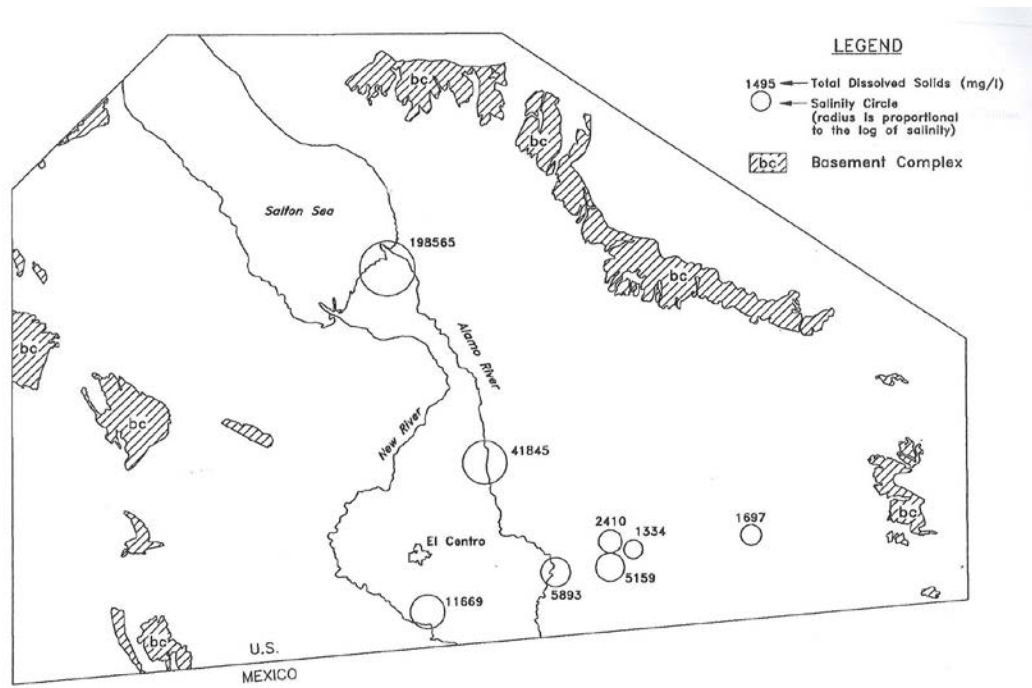 LEGEND
1495 Total Dissolved Solids (mg/l)
Salinity Circle
(radius is proportional
to the log of salinity)
bc Basement Complex
bc
bc
Salton Sea
198565
bc
bc
Alamo River
bc
New River
41845
bc
2410
1334
1697
El Centro
5159
5893
11669
bc
U.S.
MEXICO